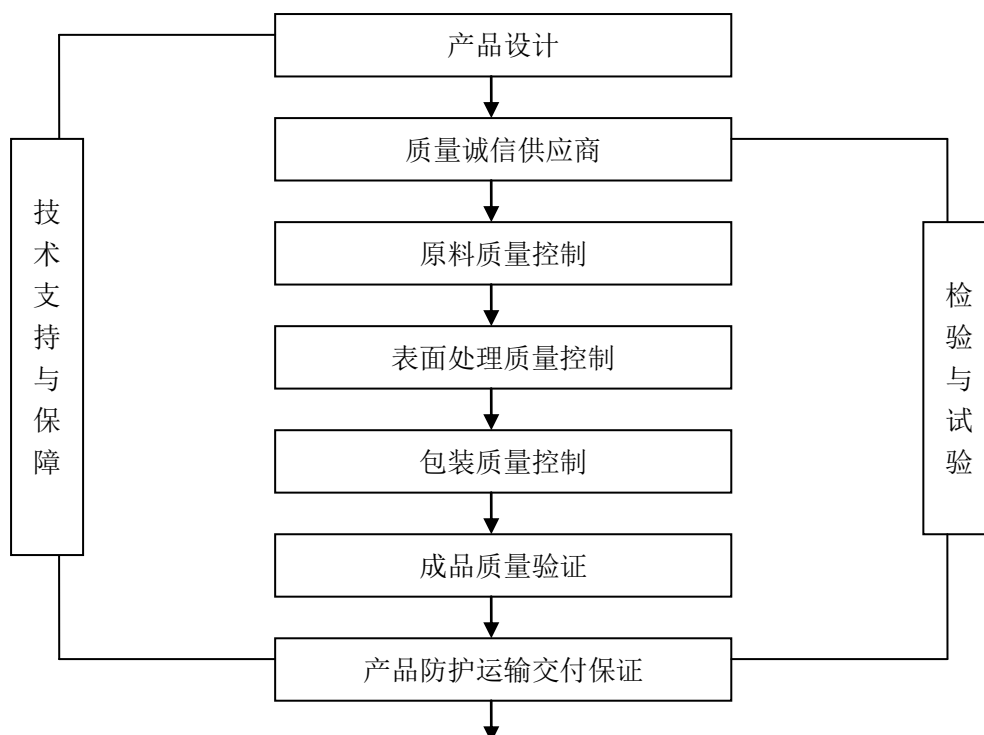 产品设计
质量诚信供应商
原料质量控制
表面处理质量控制
包装质量控制
成品质量验证
产品防护运输交付保证
技术支持与保障
检验与试验